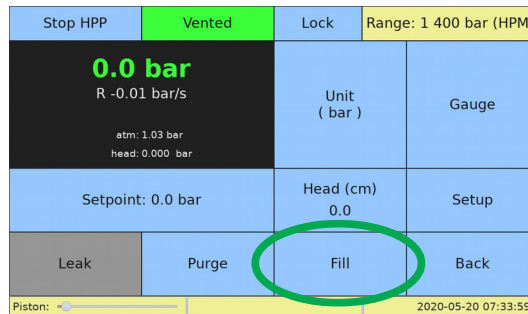 Stop HPP
Vented
Lock
Range: 1 400 bar (HPM
0.0 bar
R -0.01 bar/s
atm: 1.03 bar
head: 0.000 bar
Unit
( bar )
Gauge
Setpoint: 0.0 bar
Head (cm)
0.0
Setup
Leak
Purge
Fill
Back
Piston:
2020-05-20 07:33:59